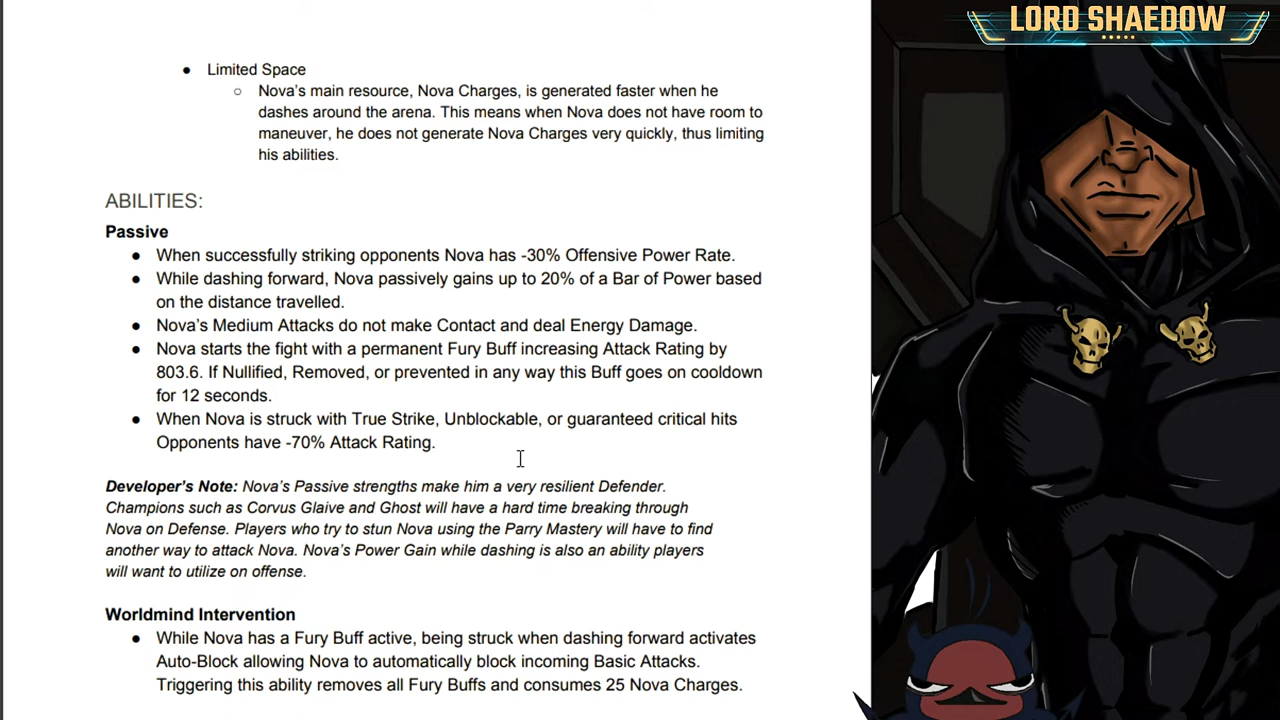 LORD SHAEDOW
● Limited Space
○ Nova's main resource, Nova Charges, is generated faster when he
dashes around the arena. This means when Nova does not have room to
maneuver, he does not generate Nova Charges very quickly, thus limiting
his abilities.
ABILITIES:
Passive
● When successfully striking opponents Nova has -30% Offensive Power Rate.
● While dashing forward, Nova passively gains up to 20% of a Bar of Power based
on the distance travelled.
● Nova's Medium Attacks do not make Contact and deal Energy Damage.
● Nova starts the fight with a permanent Fury Buff increasing Attack Rating by
803.6. If Nullified, Removed, or prevented in any way this Buff goes on cooldown
for 12 seconds.
● When Nova is struck with True Strike, Unblockable, or guaranteed critical hits
Opponents have -70% Attack Rating.
Developer's Note: Nova's Passive strengths make him a very resilient Defender.
Champions such as Corvus Glaive and Ghost will have a hard time breaking through
Nova on Defense. Players who try to stun Nova using the Parry Mastery will have to find
another way to attack Nova. Nova's Power Gain while dashing is also an ability players
will want to utilize on offense.
Worldmind Intervention
● While Nova has a Fury Buff active, being struck when dashing forward activates
Auto-Block allowing Nova to automatically block incoming Basic Attacks.
Triggering this ability removes all Fury Buffs and consumes 25 Nova Charges.